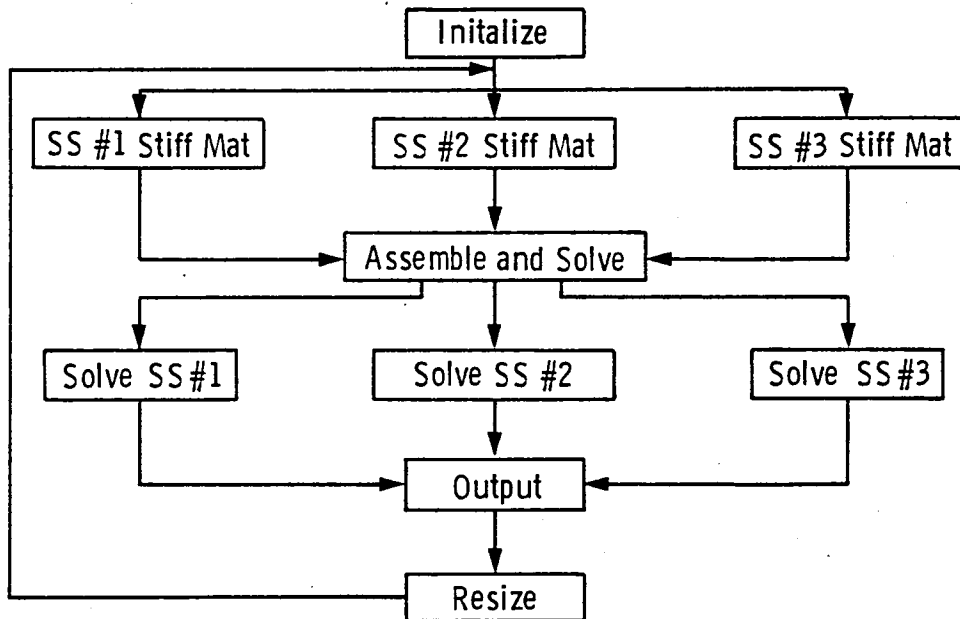 Initalize
SS #1 Stiff Mat
SS #2 Stiff Mat
SS #3 Stiff Mat
Assemble and Solve
Solve SS #1
Solve SS #2
Solve SS #3
Output
Resize